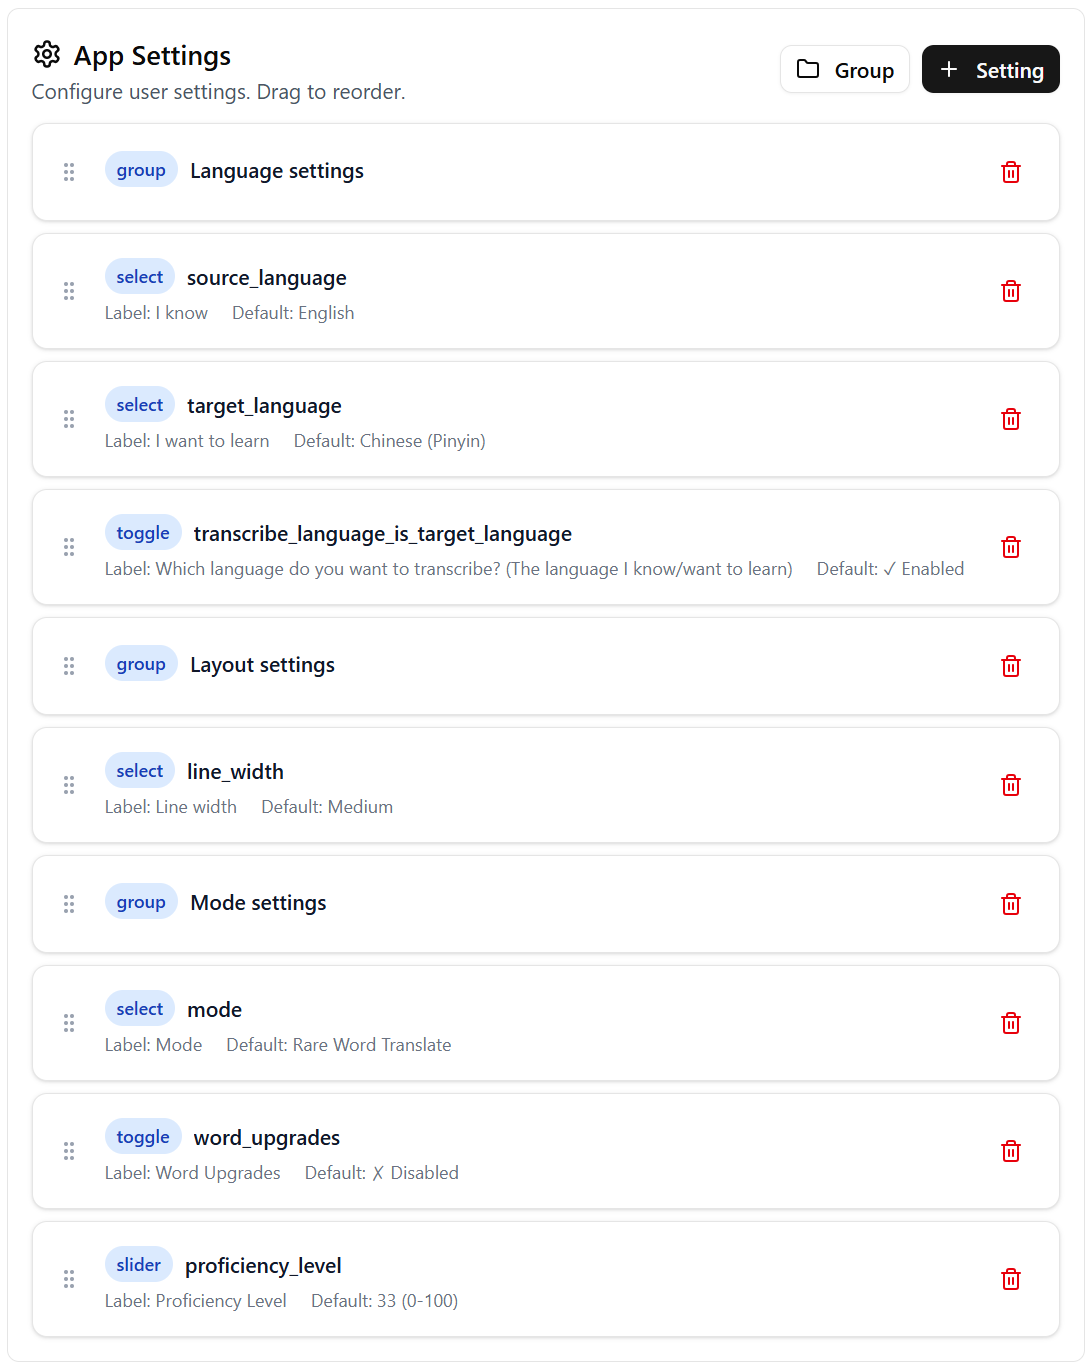 App Settings
Configure user settings. Drag to reorder.
Group
Setting
group Language settings
select source_language
Label: I know Default: English
select target_language
Label: I want to learn Default: Chinese (Pinyin)
toggle transcribe_language_is_target_language
Label: Which language do you want to transcribe? (The language I know/want to learn) Default: ✓ Enabled
group Layout settings
select line_width
Label: Line width Default: Medium
group Mode settings
select mode
Label: Mode Default: Rare Word Translate
toggle word_upgrades
Label: Word Upgrades Default: ✗ Disabled
slider proficiency_level
Label: Proficiency Level Default: 33 (0-100)